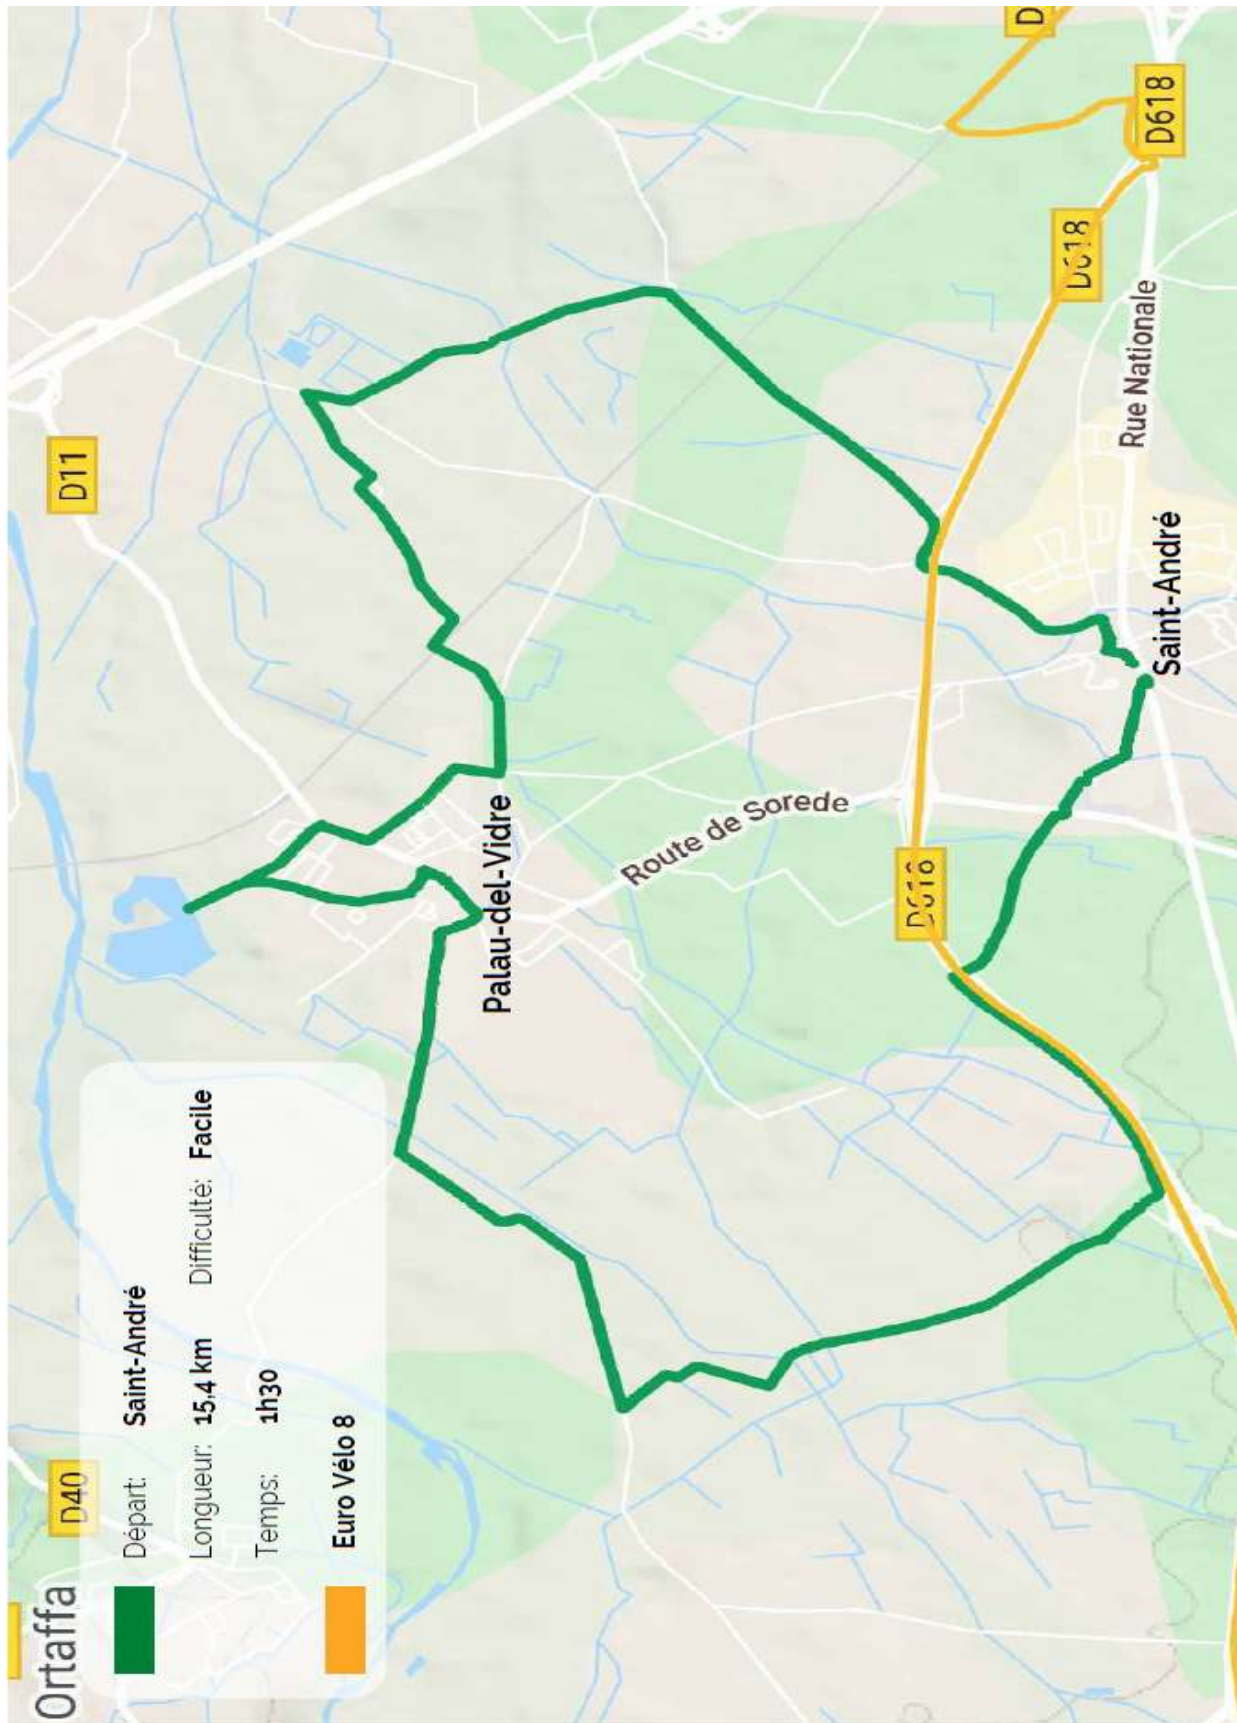 Ortaffa
D40
Départ: Saint-André
Longueur: 15,4 km Difficulté: Facile
Temps: 1h30
Euro Vélo 8
D11
Palau-del-Vidre
Route de Sorede
D618
D618
D618
D
Rue Nationale
Saint-André